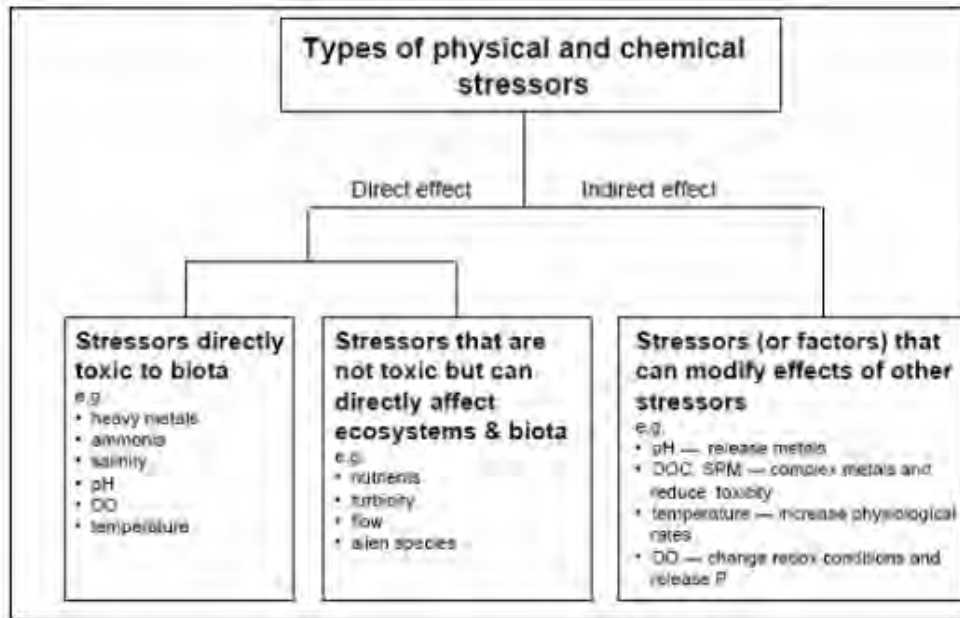 Types of physical and chemical
stressors
Direct effect
Indirect effect
Stressors directly
toxic to biota
e.g.
• heavy metals
• ammonia
• salinity
• pH
• DO
• temperature
Stressors that are
not toxic but can
directly affect
ecosystems & biota
e.g.
• nutrients
• turbidity
• flow
• alien species
Stressors (or factors) that
can modify effects of other
stressors
e.g.
• pH — release metals
• DOC, SPM — complex metals and
reduce toxicity
• temperature — increase physiological
rates
• DO — change redox conditions and
release P